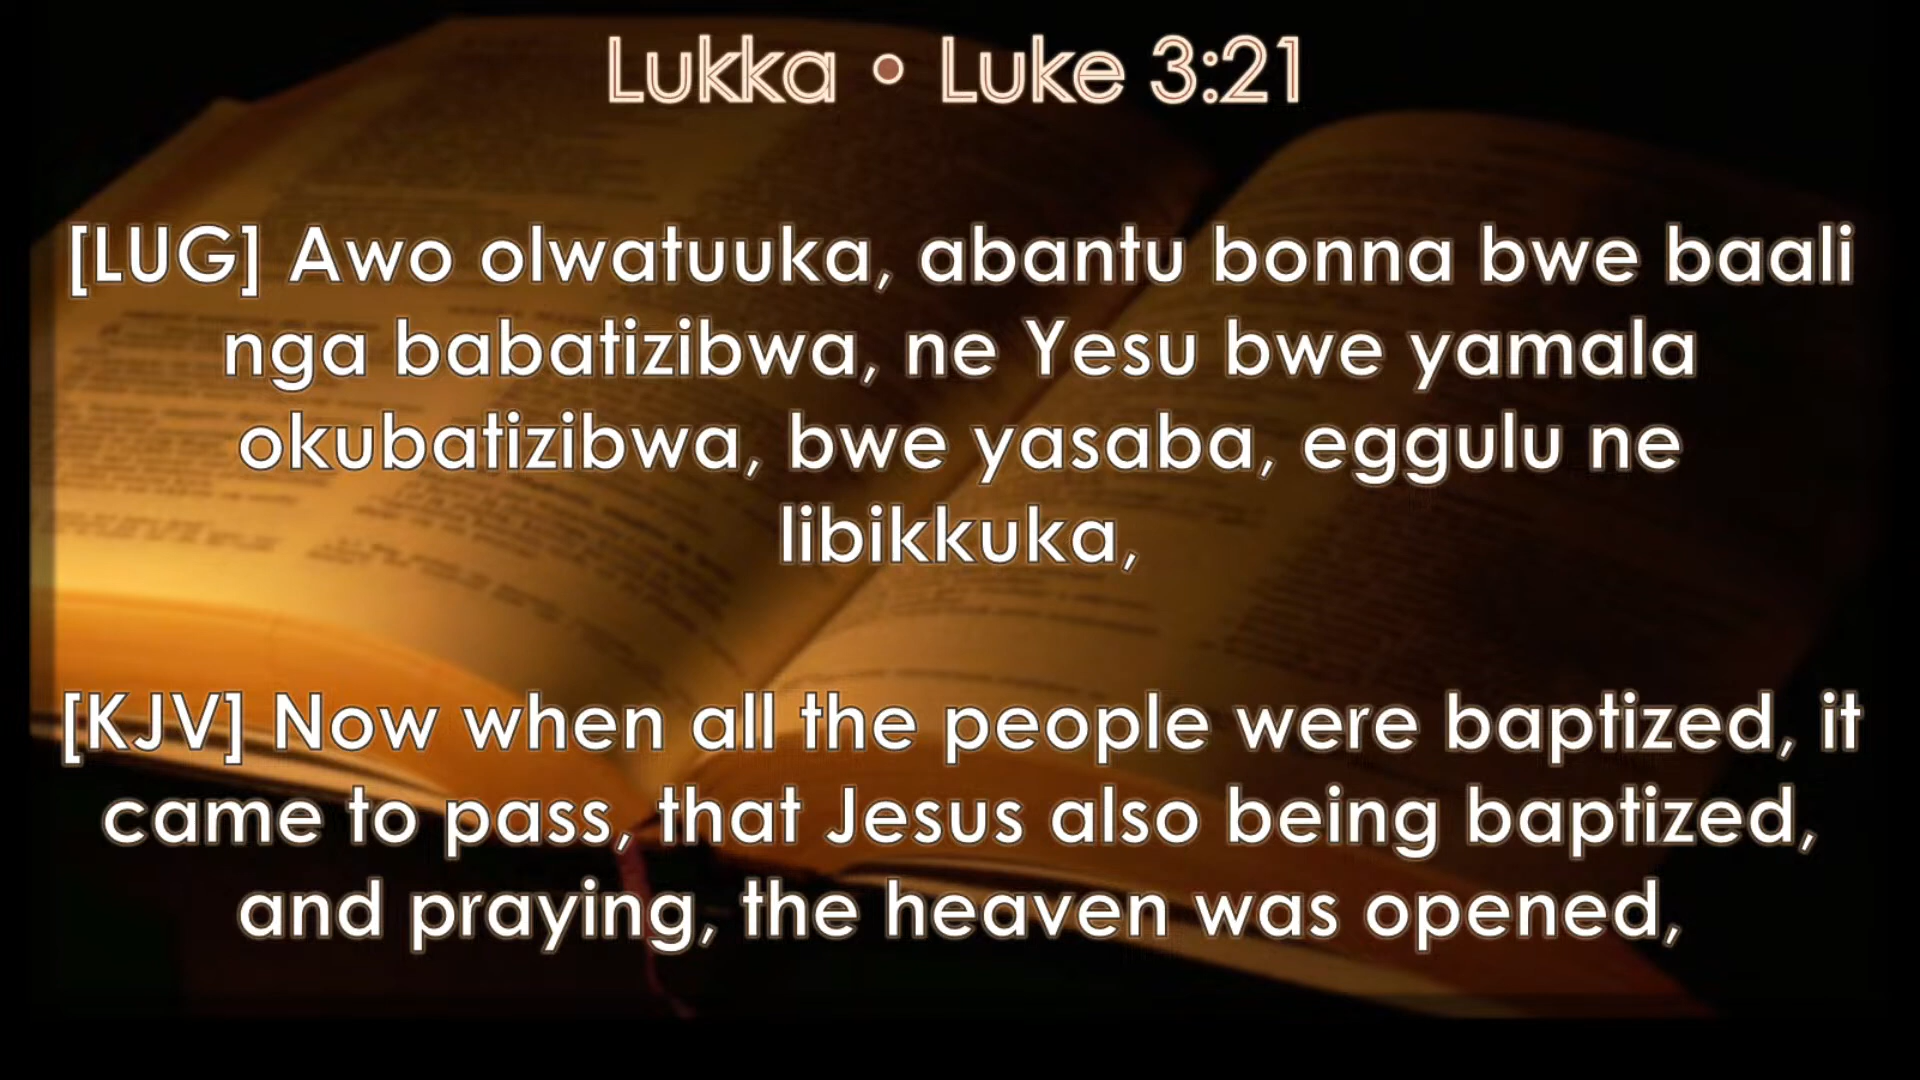 Lukka • Luke 3:21
[LUG] Awo olwatuuka, abantu bonna bwe baali
nga babatizibwa, ne Yesu bwe yamala
okubatizibwa, bwe yasaba, eggulu ne
libikkuka,
[KJV] Now when all the people were baptized, it
came to pass, that Jesus also being baptized,
and praying, the heaven was opened,